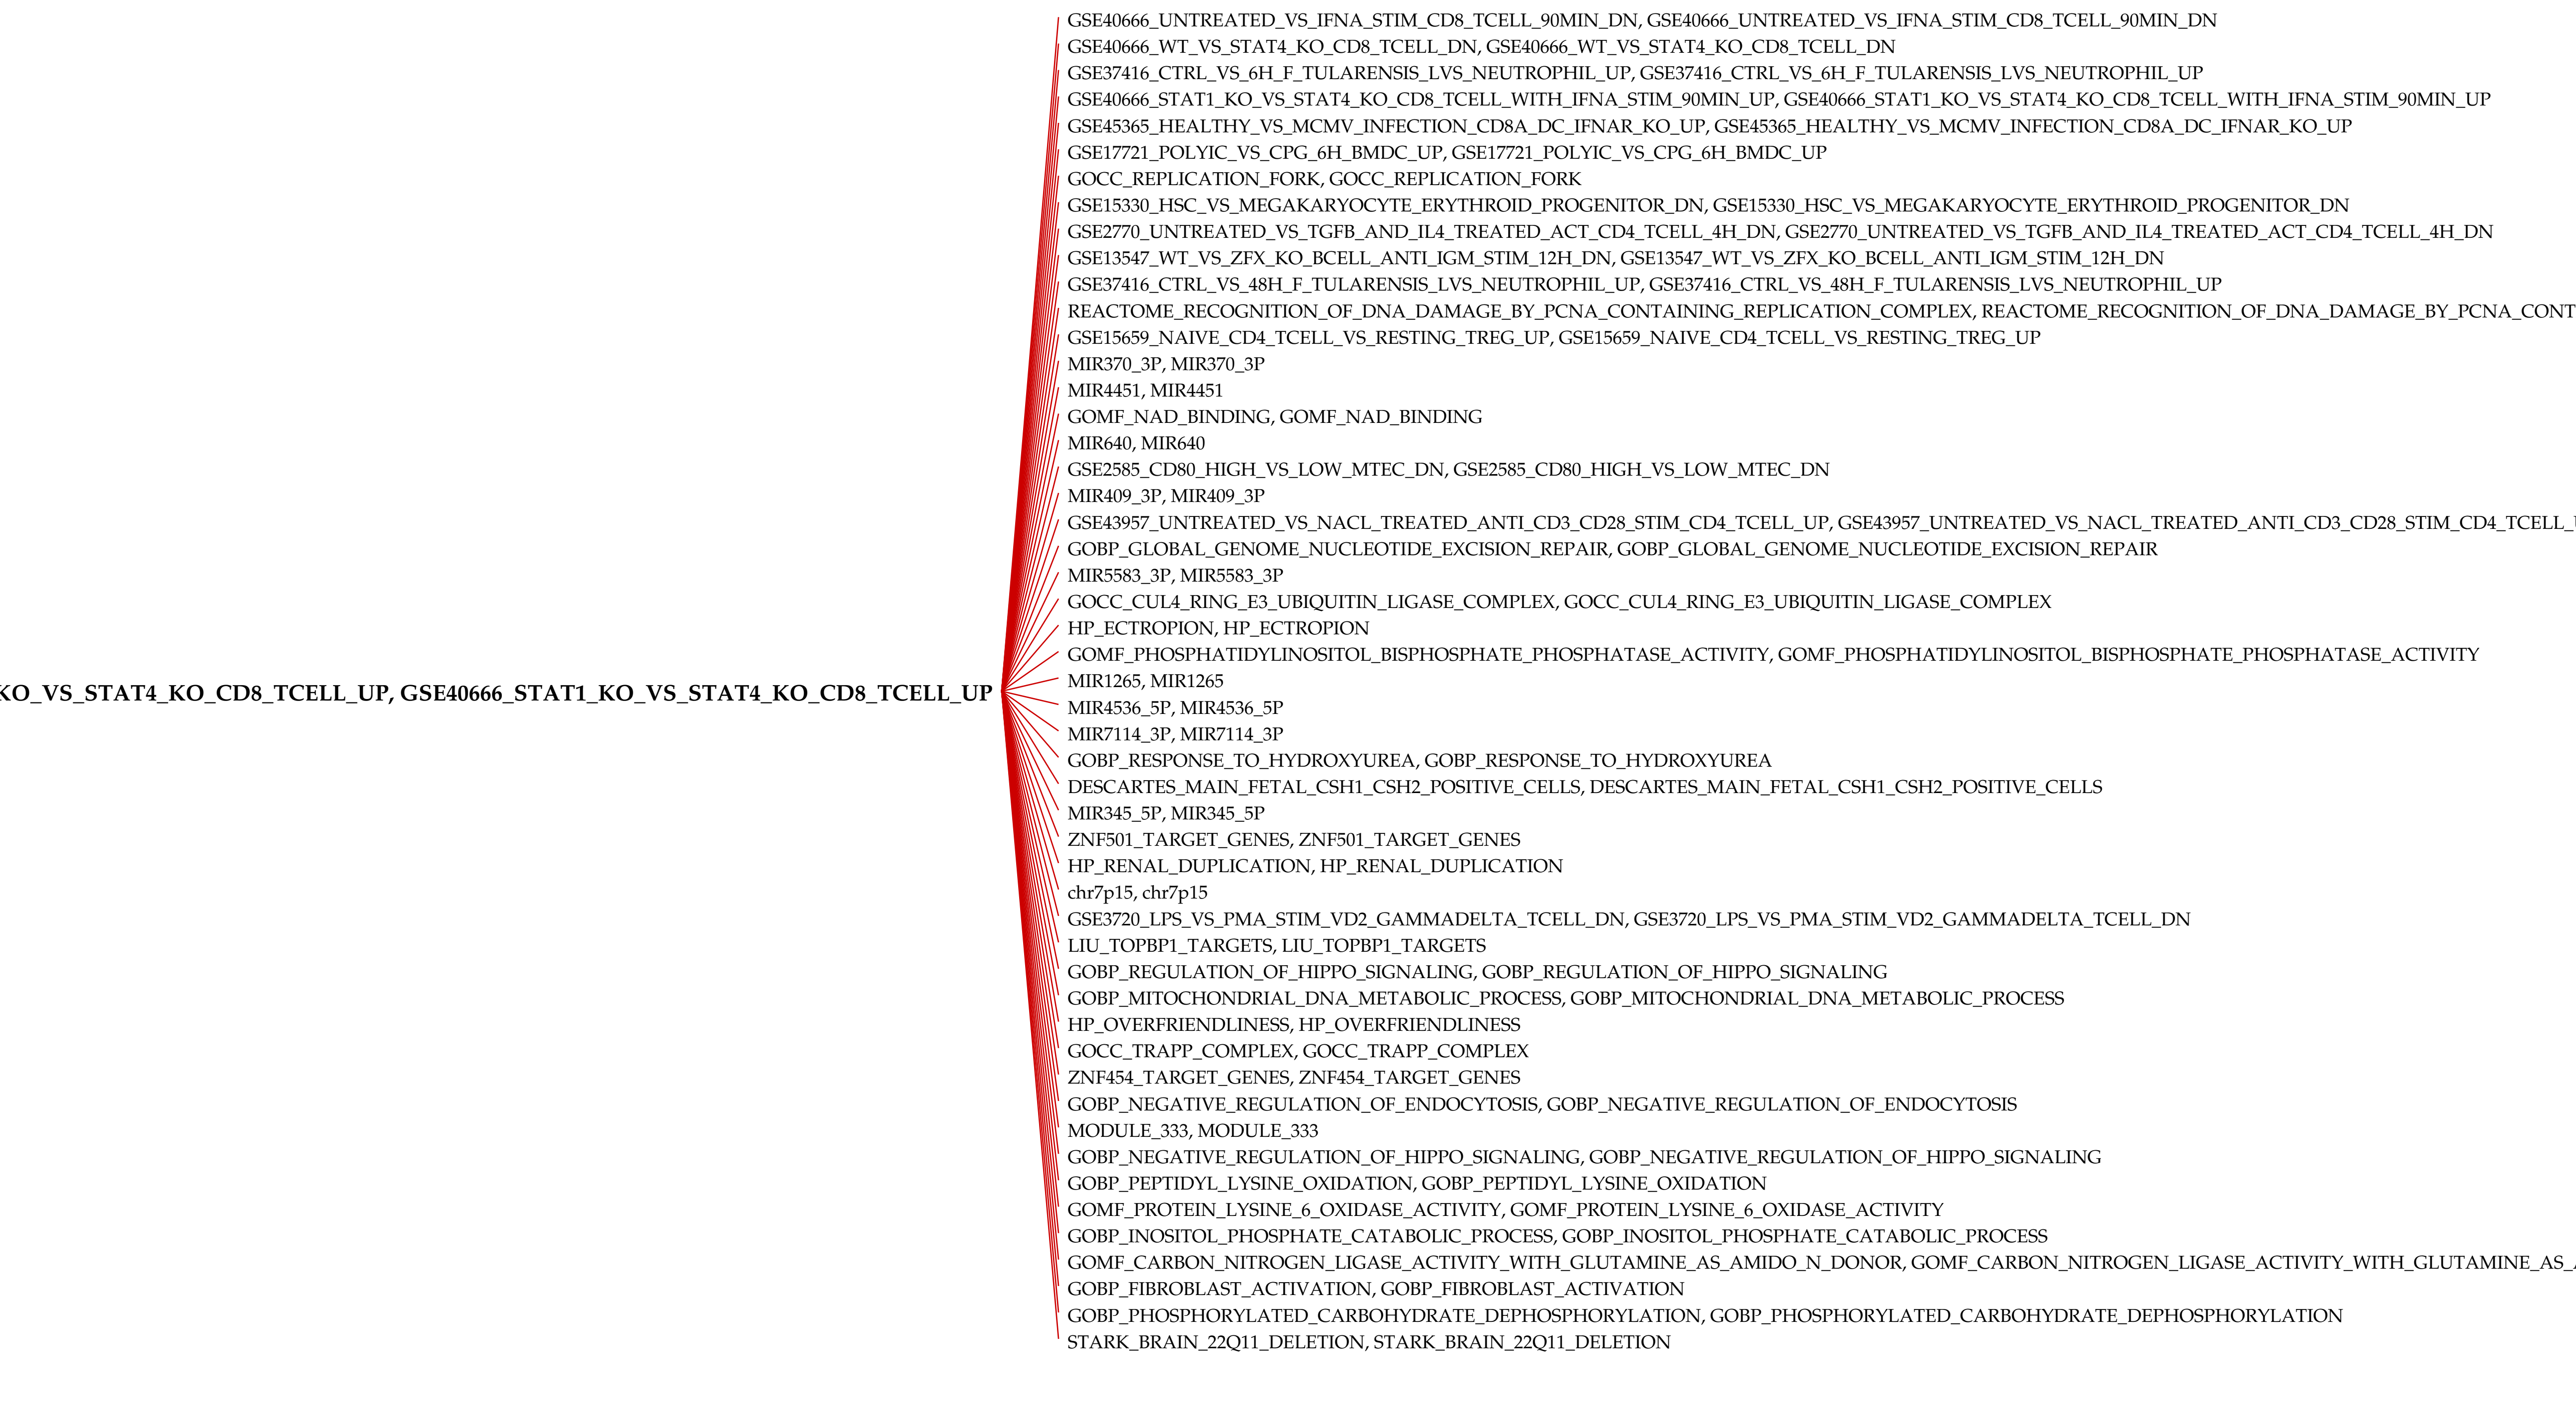 GSE40666_UNTREATED_VS_IFNA_STIM_CD8_TCELL_90MIN_DN, GSE40666_UNTREATED_VS_IFNA_STIM_CD8_TCELL_90MIN_DN
GSE40666_WT_VS_STAT4_KO_CD8_TCELL_DN, GSE40666_WT_VS_STAT4_KO_CD8_TCELL_DN
GSE37416_CTRL_VS_6H_F_TULARENSIS_LVS_NEUTROPHIL_UP, GSE37416_CTRL_VS_6H_F_TULARENSIS_LVS_NEUTROPHIL_UP
GSE40666_STAT1_KO_VS_STAT4_KO_CD8_TCELL_WITH_IFNA_STIM_90MIN_UP, GSE40666_STAT1_KO_VS_STAT4_KO_CD8_TCELL_WITH_IFNA_STIM_90MIN_UP
GSE45365_HEALTHY_VS_MCMV_INFECTION_CD8A_DC_IFNAR_KO_UP, GSE45365_HEALTHY_VS_MCMV_INFECTION_CD8A_DC_IFNAR_KO_UP
GSE17721_POLYIC_VS_CPG_6H_BMDC_UP, GSE17721_POLYIC_VS_CPG_6H_BMDC_UP
GOCC_REPLICATION_FORK, GOCC_REPLICATION_FORK
GSE15330_HSC_VS_MEGAKARYOCYTE_ERYTHROID_PROGENITOR_DN, GSE15330_HSC_VS_MEGAKARYOCYTE_ERYTHROID_PROGENITOR_DN
GSE2770_UNTREATED_VS_TGFB_AND_IL4_TREATED_ACT_CD4_TCELL_4H_DN, GSE2770_UNTREATED_VS_TGFB_AND_IL4_TREATED_ACT_CD4_TCELL_4H_DN
GSE13547_WT_VS_ZFX_KO_BCELL_ANTI_IGM_STIM_12H_DN, GSE13547_WT_VS_ZFX_KO_BCELL_ANTI_IGM_STIM_12H_DN
GSE37416_CTRL_VS_48H_F_TULARENSIS_LVS_NEUTROPHIL_UP, GSE37416_CTRL_VS_48H_F_TULARENSIS_LVS_NEUTROPHIL_UP
REACTOME_RECOGNITION_OF_DNA_DAMAGE_BY_PCNA_CONTAINING_REPLICATION_COMPLEX, REACTOME_RECOGNITION_OF_DNA_DAMAGE_BY_PCNA_CONT
GSE15659_NAIVE_CD4_TCELL_VS_RESTING_TREG_UP, GSE15659_NAIVE_CD4_TCELL_VS_RESTING_TREG_UP
MIR370_3P, MIR370_3P
MIR4451, MIR4451
GOMF_NAD_BINDING, GOMF_NAD_BINDING
MIR640, MIR640
GSE2585_CD80_HIGH_VS_LOW_MTEC_DN, GSE2585_CD80_HIGH_VS_LOW_MTEC_DN
MIR409_3P, MIR409_3P
GSE43957_UNTREATED_VS_NACL_TREATED_ANTI_CD3_CD28_STIM_CD4_TCELL_UP, GSE43957_UNTREATED_VS_NACL_TREATED_ANTI_CD3_CD28_STIM_CD4_TCELL_
GOBP_GLOBAL_GENOME_NUCLEOTIDE_EXCISION_REPAIR, GOBP_GLOBAL_GENOME_NUCLEOTIDE_EXCISION_REPAIR
MIR5583_3P, MIR5583_3P
GOCC_CUL4_RING_E3_UBIQUITIN_LIGASE_COMPLEX, GOCC_CUL4_RING_E3_UBIQUITIN_LIGASE_COMPLEX
HP_ECTROPION, HP_ECTROPION
GOMF_PHOSPHATIDYLINOSITOL_BISPHOSPHATE_PHOSPHATASE_ACTIVITY, GOMF_PHOSPHATIDYLINOSITOL_BISPHOSPHATE_PHOSPHATASE_ACTIVITY
MIR1265, MIR1265
KO_VS_STAT4_KO_CD8_TCELL_UP, GSE40666_STAT1_KO_VS_STAT4_KO_CD8_TCELL_UP
MIR4536_5P, MIR4536_5P
MIR7114_3P, MIR7114_3P
GOBP_RESPONSE_TO_HYDROXYUREA, GOBP_RESPONSE_TO_HYDROXYUREA
DESCARTES_MAIN_FETAL_CSH1_CSH2_POSITIVE_CELLS, DESCARTES_MAIN_FETAL_CSH1_CSH2_POSITIVE_CELLS
MIR345_5P, MIR345_5P
ZNF501_TARGET_GENES, ZNF501_TARGET_GENES
HP_RENAL_DUPLICATION, HP_RENAL_DUPLICATION
chr7p15, chr7p15
GSE3720_LPS_VS_PMA_STIM_VD2_GAMMADELTA_TCELL_DN, GSE3720_LPS_VS_PMA_STIM_VD2_GAMMADELTA_TCELL_DN
LIU_TOPBP1_TARGETS, LIU_TOPBP1_TARGETS
GOBP_REGULATION_OF_HIPPO_SIGNALING, GOBP_REGULATION_OF_HIPPO_SIGNALING
GOBP_MITOCHONDRIAL_DNA_METABOLIC_PROCESS, GOBP_MITOCHONDRIAL_DNA_METABOLIC_PROCESS
HP_OVERFRIENDLINESS, HP_OVERFRIENDLINESS
GOCC_TRAPP_COMPLEX, GOCC_TRAPP_COMPLEX
ZNF454_TARGET_GENES, ZNF454_TARGET_GENES
GOBP_NEGATIVE_REGULATION_OF_ENDOCYTOSIS, GOBP_NEGATIVE_REGULATION_OF_ENDOCYTOSIS
MODULE_333, MODULE_333
GOBP_NEGATIVE_REGULATION_OF_HIPPO_SIGNALING, GOBP_NEGATIVE_REGULATION_OF_HIPPO_SIGNALING
GOBP_PEPTIDYL_LYSINE_OXIDATION, GOBP_PEPTIDYL_LYSINE_OXIDATION
GOMF_PROTEIN_LYSINE_6_OXIDASE_ACTIVITY, GOMF_PROTEIN_LYSINE_6_OXIDASE_ACTIVITY
GOBP_INOSITOL_PHOSPHATE_CATABOLIC_PROCESS, GOBP_INOSITOL_PHOSPHATE_CATABOLIC_PROCESS
GOMF_CARBON_NITROGEN_LIGASE_ACTIVITY_WITH_GLUTAMINE_AS_AMIDO_N_DONOR, GOMF_CARBON_NITROGEN_LIGASE_ACTIVITY_WITH_GLUTAMINE_AS_
GOBP_FIBROBLAST_ACTIVATION, GOBP_FIBROBLAST_ACTIVATION
GOBP_PHOSPHORYLATED_CARBOHYDRATE_DEPHOSPHORYLATION, GOBP_PHOSPHORYLATED_CARBOHYDRATE_DEPHOSPHORYLATION
STARK_BRAIN_22Q11_DELETION, STARK_BRAIN_22Q11_DELETION